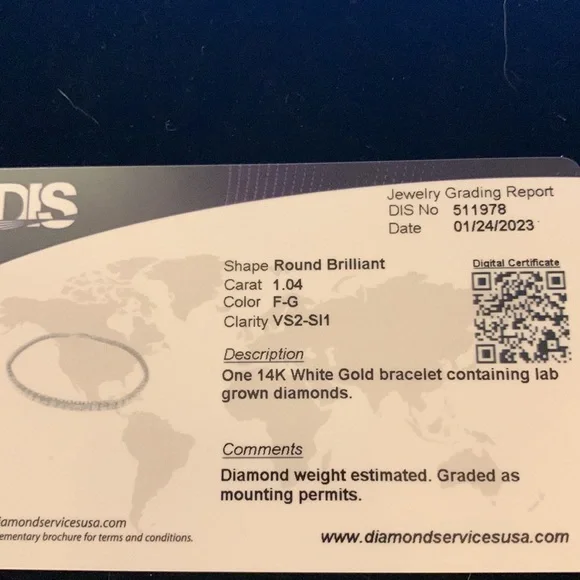 DIS
Jewelry Grading Report
DIS No 511978
Date 01/24/2023
Digital Certificate
Shape Round Brilliant
Carat 1.04
Color F-G
Clarity VS2-SI1
Description
One 14K White Gold bracelet containing lab
grown diamonds.
Comments
Diamond weight estimated. Graded as
mounting permits.
iamondservicesusa.com
ementary brochure for terms and conditions.
www.diamondservicesusa.com